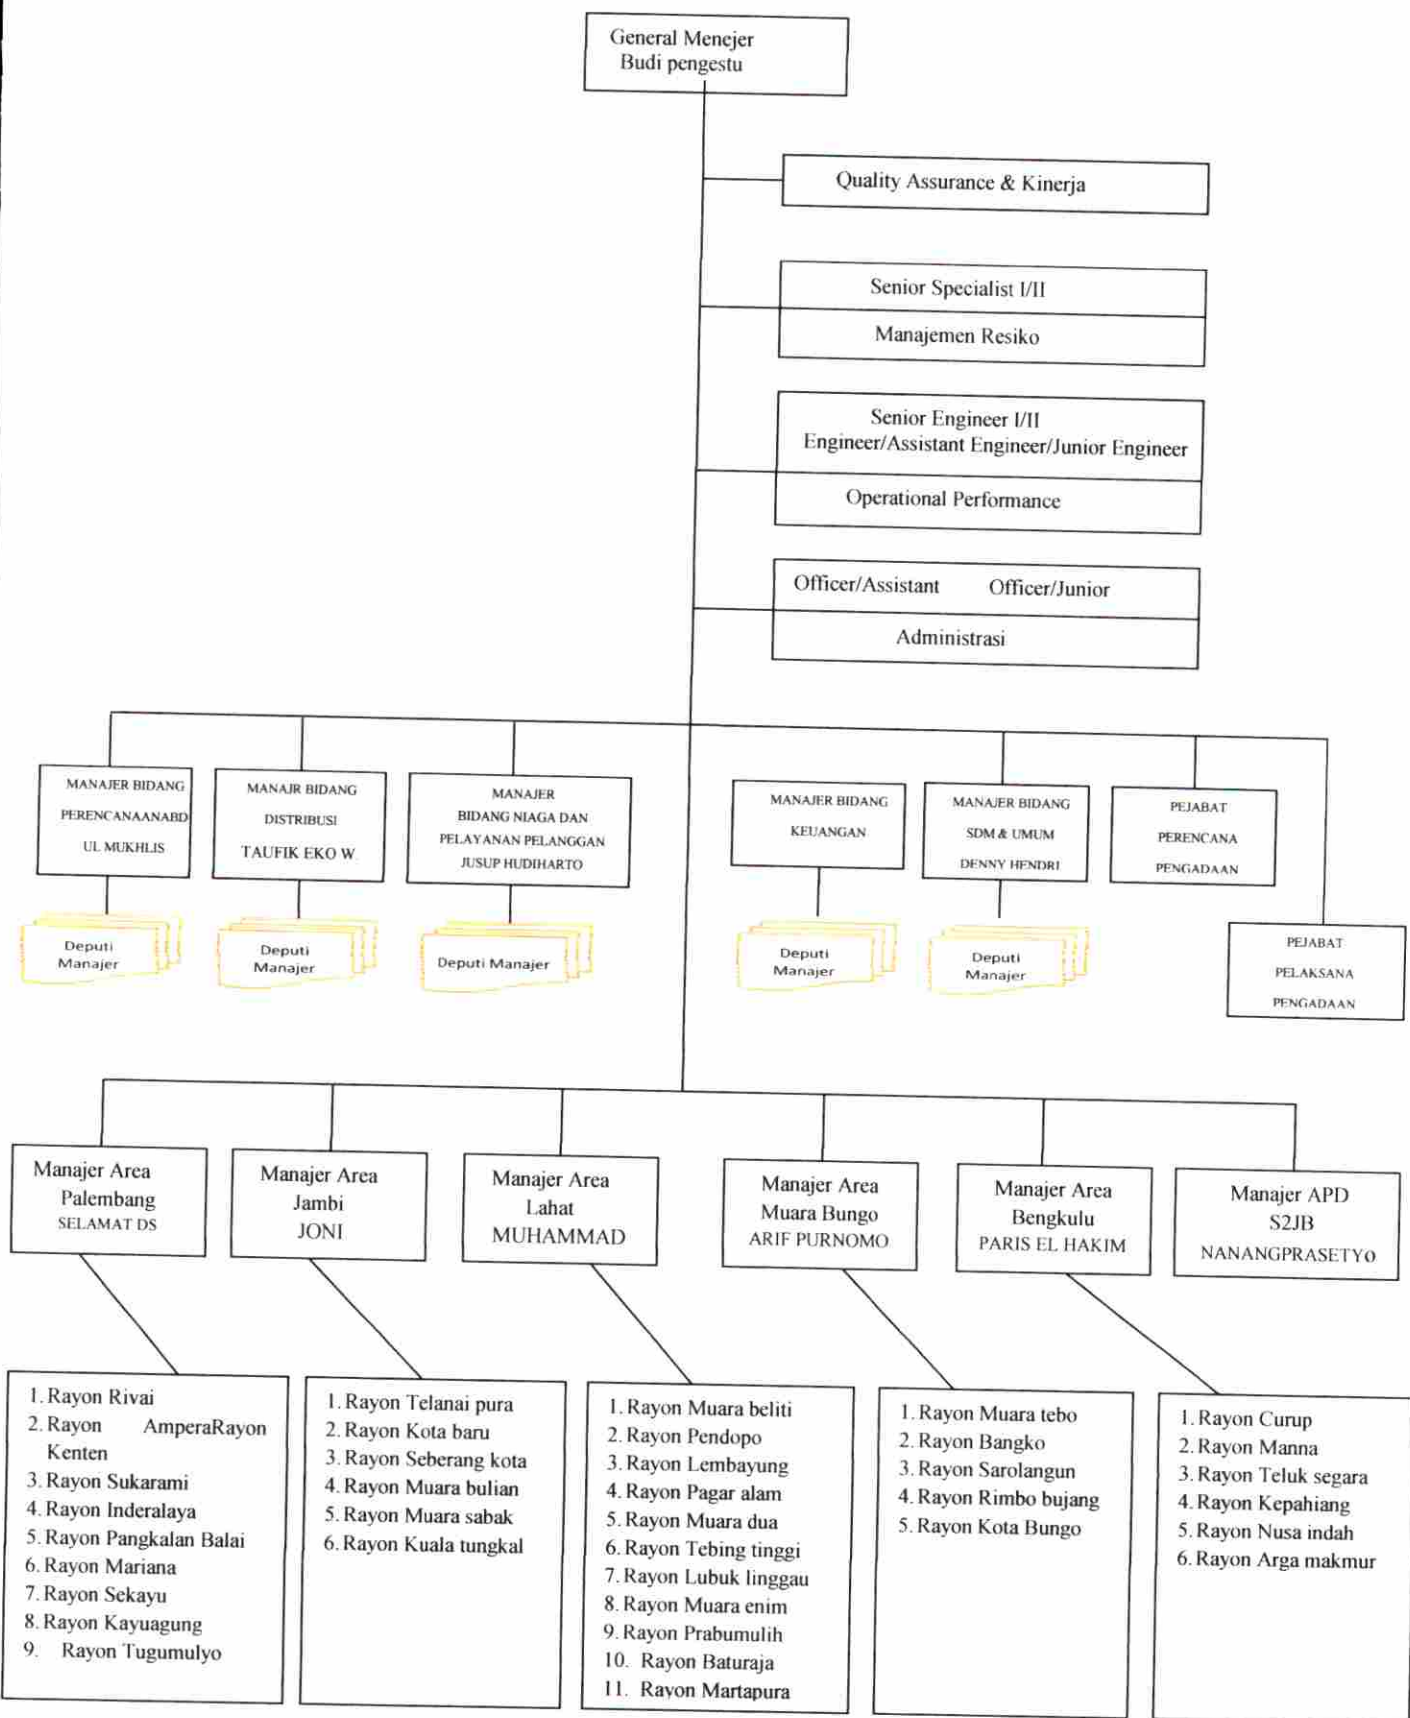 General Menejer
Budi pengestu
Quality Assurance & Kinerja
Senior Specialist I/II
Manajemen Resiko
Senior Engineer I/II
Engineer/Assistant Engineer/Junior Engineer
Operational Performance
Officer/Assistant Officer/Junior
Administrasi
MANAJER BIDANG
PERENCANAANABD
UL MUKHLIS
MANAJR BIDANG
DISTRIBUSI
TAUFIK EKO W.
MANAJER
BIDANG NIAGA DAN
PELAYANAN PELANGGAN
JUSUP HUDIHARTO
MANAJER BIDANG
KEUANGAN
MANAJER BIDANG
SDM & UMUM
DENNY HENDRI
PEJABAT
PERENCANA
PENGADAAN
PEJABAT
PELAKSANA
PENGADAAN
Deputi
Manajer
Deputi
Manajer
Deputi Manajer
Deputi
Manajer
Deputi
Manajer
Manajer Area
Palembang
SELAMAT DS
Manajer Area
Jambi
JONI
Manajer Area
Lahat
MUHAMMAD
Manajer Area
Muara Bungo
ARIF PURNOMO
Manajer Area
Bengkulu
PARIS EL HAKIM
Manajer APD
S2JB
NANANGPRASETYO
1. Rayon Rivai
2. Rayon AmperaRayon
Kenten
3. Rayon Sukarami
4. Rayon Inderalaya
5. Rayon Pangkalan Balai
6. Rayon Mariana
7. Rayon Sekayu
8. Rayon Kayuagung
9. Rayon Tugumulyo
1. Rayon Telanai pura
2. Rayon Kota baru
3. Rayon Seberang kota
4. Rayon Muara bulian
5. Rayon Muara sabak
6. Rayon Kuala tungkal
1. Rayon Muara beliti
2. Rayon Pendopo
3. Rayon Lembayung
4. Rayon Pagar alam
5. Rayon Muara dua
6. Rayon Tebing tinggi
7. Rayon Lubuk linggau
8. Rayon Muara enim
9. Rayon Prabumulih
10. Rayon Baturaja
11. Rayon Martapura
1. Rayon Muara tebo
2. Rayon Bangko
3. Rayon Sarolangun
4. Rayon Rimbo bujang
5. Rayon Kota Bungo
1. Rayon Curup
2. Rayon Manna
3. Rayon Teluk segara
4. Rayon Kepahiang
5. Rayon Nusa indah
6. Rayon Arga makmur